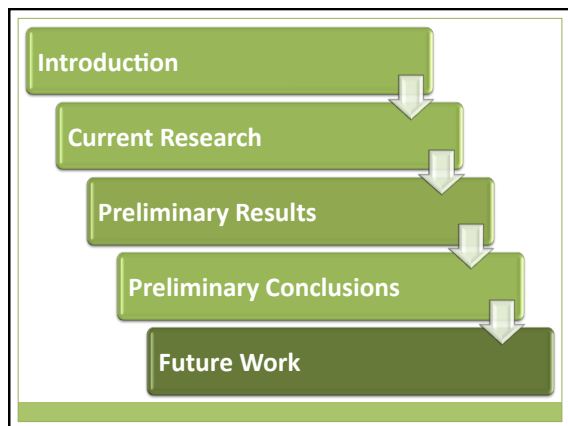 Introduction
Current Research
Preliminary Results
Preliminary Conclusions
Future Work